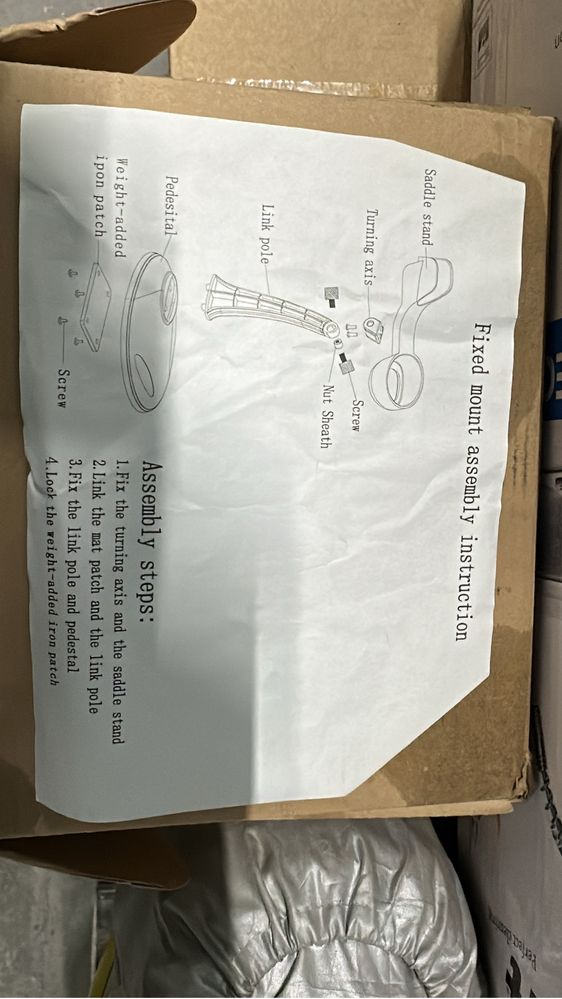 Fixed mount assembly instruction
Saddle stand
Turning axis
Screw
Nut Sheath
Link pole
Pedesital
Weight-added
ipon patch
Screw
Assembly steps:
1.Fix the turning axis and the saddle stand
2.Link the mat patch and the link pole
3.Fix the link pole and pedestal
4.Lock the weight-added iron patch